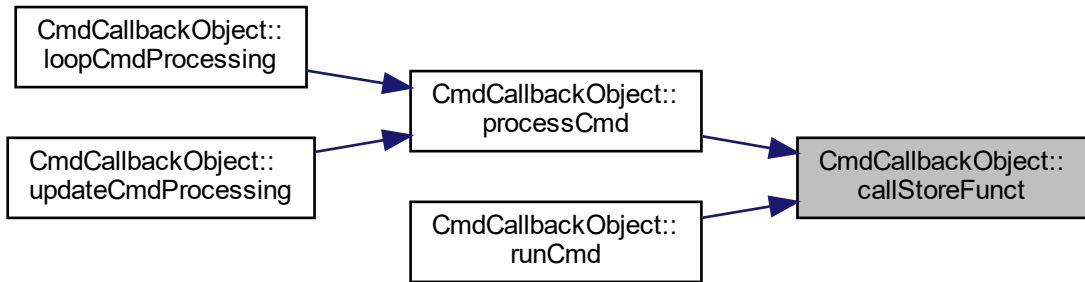 CmdCallbackObject::
loopCmdProcessing
CmdCallbackObject::
updateCmdProcessing
CmdCallbackObject::
processCmd
CmdCallbackObject::
runCmd
CmdCallbackObject::
callStoreFunct